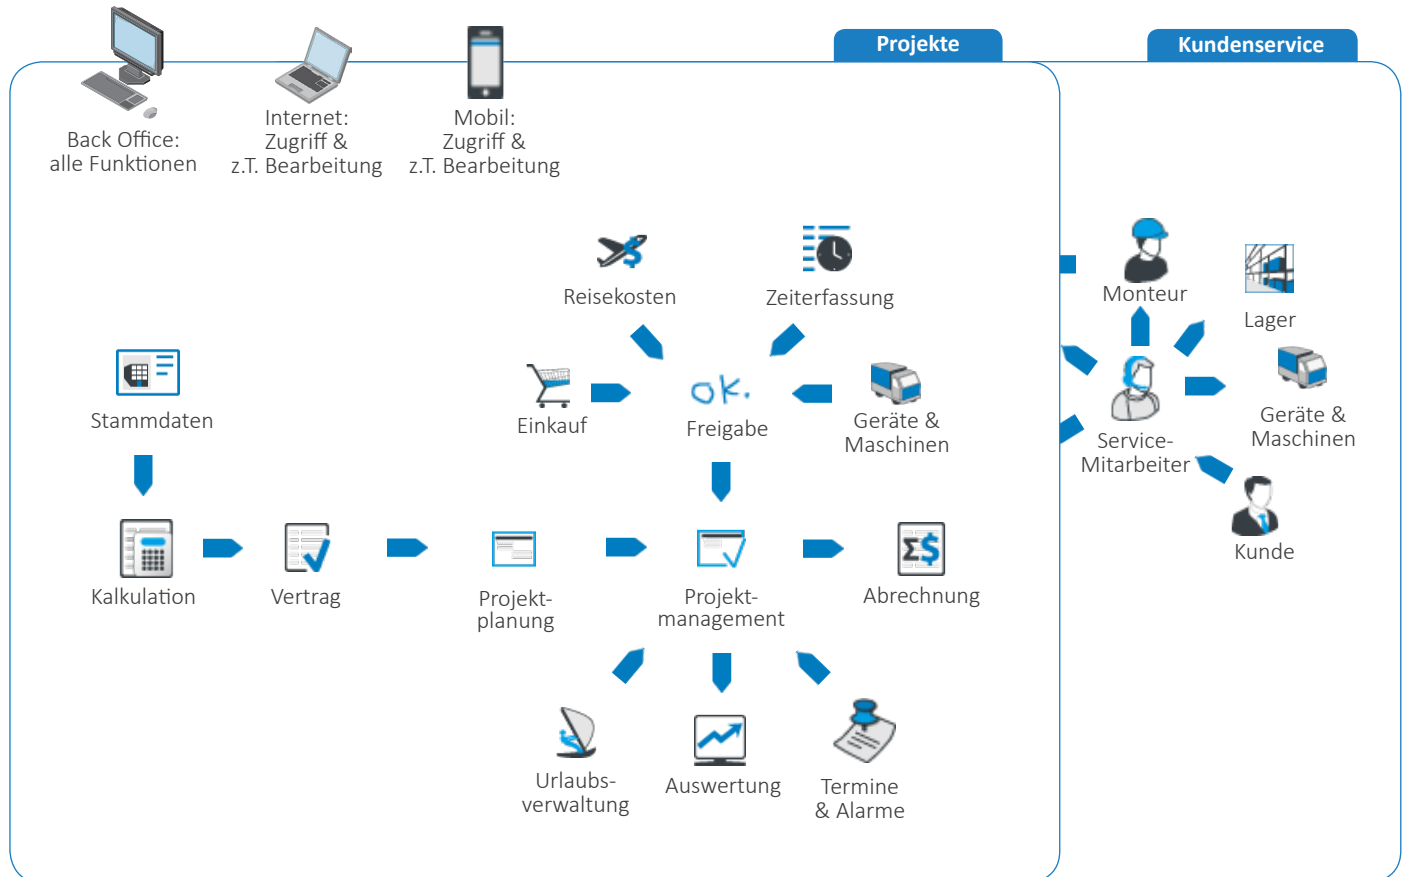 Projekte
Kundenservice
Back Office:
alle Funktionen
Internet:
Zugriff &
z.T. Bearbeitung
Mobil:
Zugriff &
z.T. Bearbeitung
Reisekosten
Zeiterfassung
Monteur
Lager
Stammdaten
Einkauf
ok.
Freigabe
Geräte &
Maschinen
Service-
Mitarbeiter
Geräte &
Maschinen
Kunde
Kalkulation
Vertrag
Projekt-
planung
Projekt-
management
Σ$
Abrechnung
Urlaubs-
verwaltung
Auswertung
Termine
& Alarme